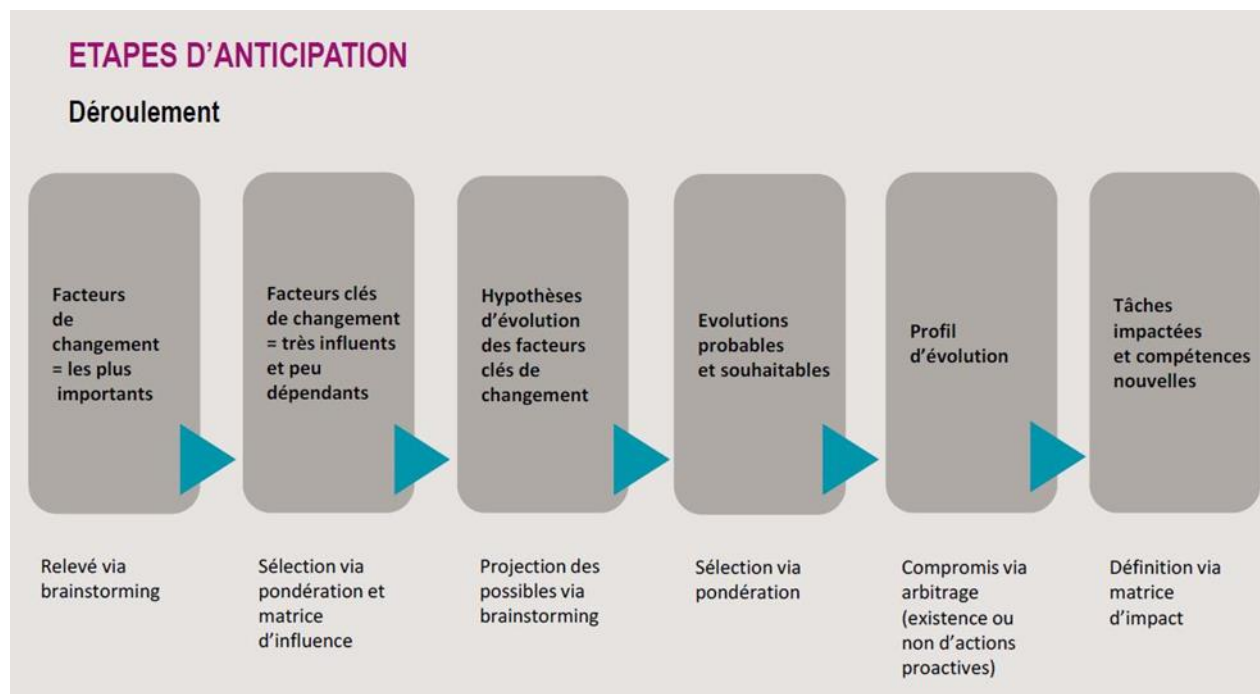 ETAPES D'ANTICIPATION
Déroulement
Facteurs
de
changement
= les plus
importants
Facteurs clés
de changement
= très influents
et peu
dépendants
Hypothèses
d'évolution
des facteurs
clés de
changement
Evolutions
probables
et souhaitables
Profil
d'évolution
Tâches
impactées
et compétences
nouvelles
Relevé via
brainstorming
Sélection via
pondération et
matrice
d'influence
Projection des
possibles via
brainstorming
Sélection via
pondération
Compromis via
arbitrage
(existence ou
non d'actions
proactives)
Définition via
matrice
d'impact